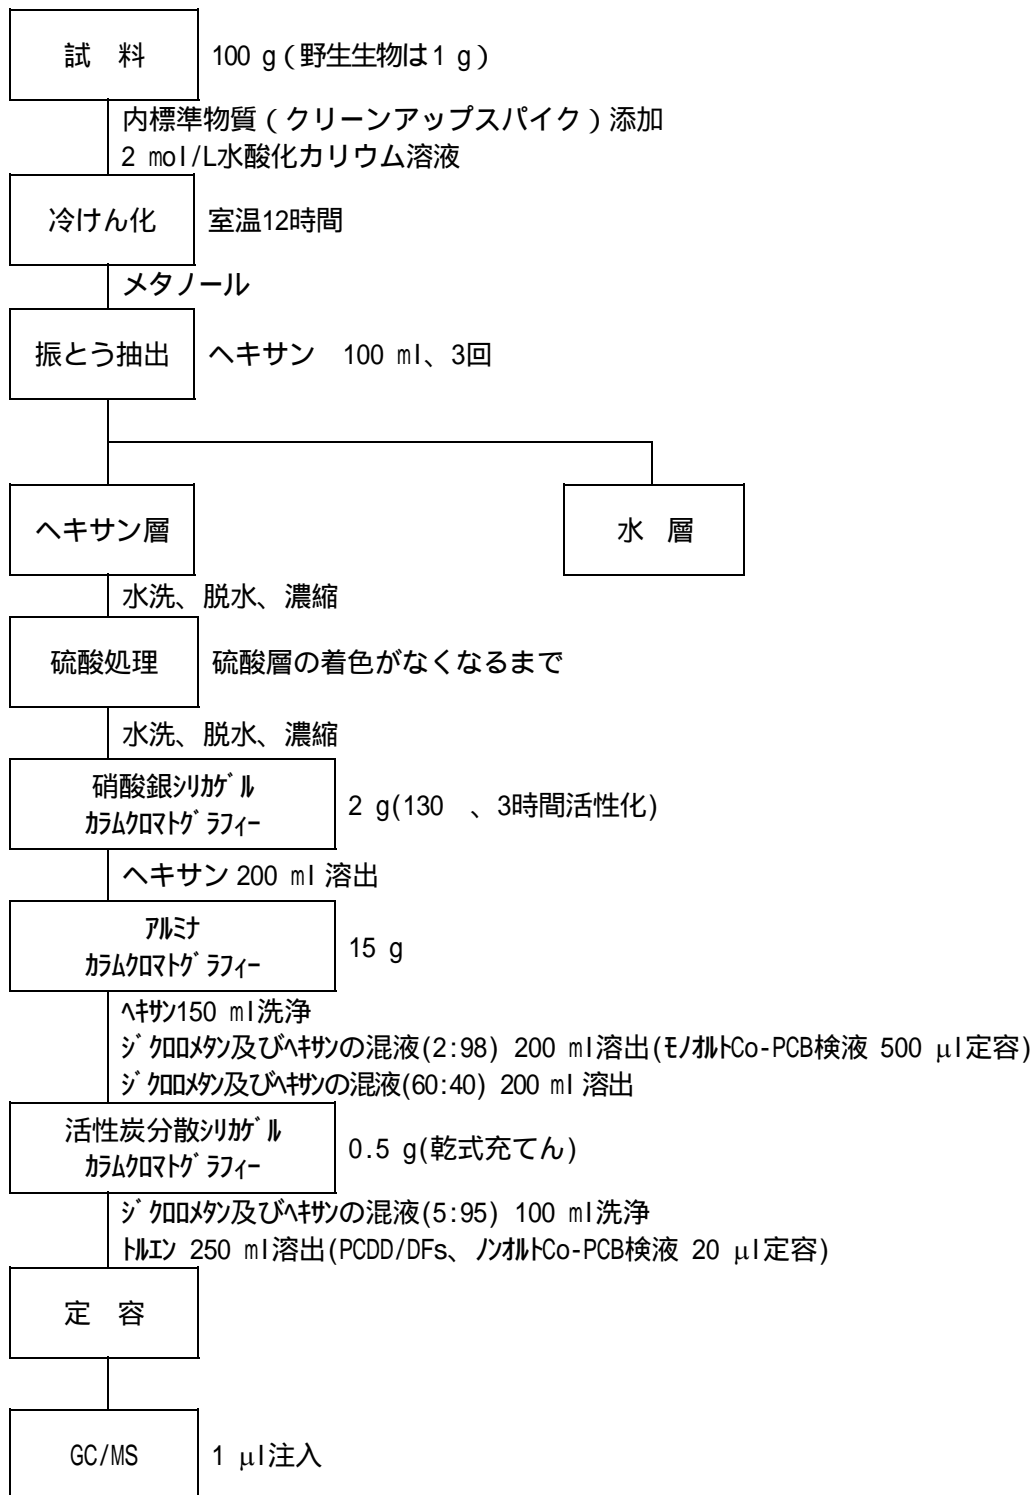 試　料
100 g（野生生物は1 g）
内標準物質（クリーンアップスパイク）添加
2 mol/L水酸化カリウム溶液
冷けん化
室温12時間
メタノール
振とう抽出
ヘキサン　100 ml、3回
ヘキサン層
水　層
水洗、脱水、濃縮
硫酸処理
硫酸層の着色がなくなるまで
水洗、脱水、濃縮
硝酸銀ｼﾘｶｹﾞﾙ
ｶﾗﾑｸﾛﾏﾄｸﾞﾗﾌｨｰ
2 g(130　、3時間活性化)
ヘキサン 200 ml 溶出
ｱﾙﾐﾅ
ｶﾗﾑｸﾛﾏﾄｸﾞﾗﾌｨｰ
15 g
ﾍｷｻﾝ150 ml洗浄
ｼﾞｸﾛﾛﾒﾀﾝ及びﾍｷｻﾝの混液(2:98) 200 ml溶出(ﾓﾉｵﾙﾄCo-PCB検液 500 μl定容)
ｼﾞｸﾛﾛﾒﾀﾝ及びﾍｷｻﾝの混液(60:40) 200 ml 溶出
活性炭分散ｼﾘｶｹﾞﾙ
ｶﾗﾑｸﾛﾏﾄｸﾞﾗﾌｨｰ
0.5 g(乾式充てん)
ｼﾞｸﾛﾛﾒﾀﾝ及びﾍｷｻﾝの混液(5:95) 100 ml洗浄
ﾄﾙｴﾝ 250 ml溶出(PCDD/DFs、ﾉﾝｵﾙﾄCo-PCB検液 20 μl定容)
定　容
GC/MS
1 μl注入